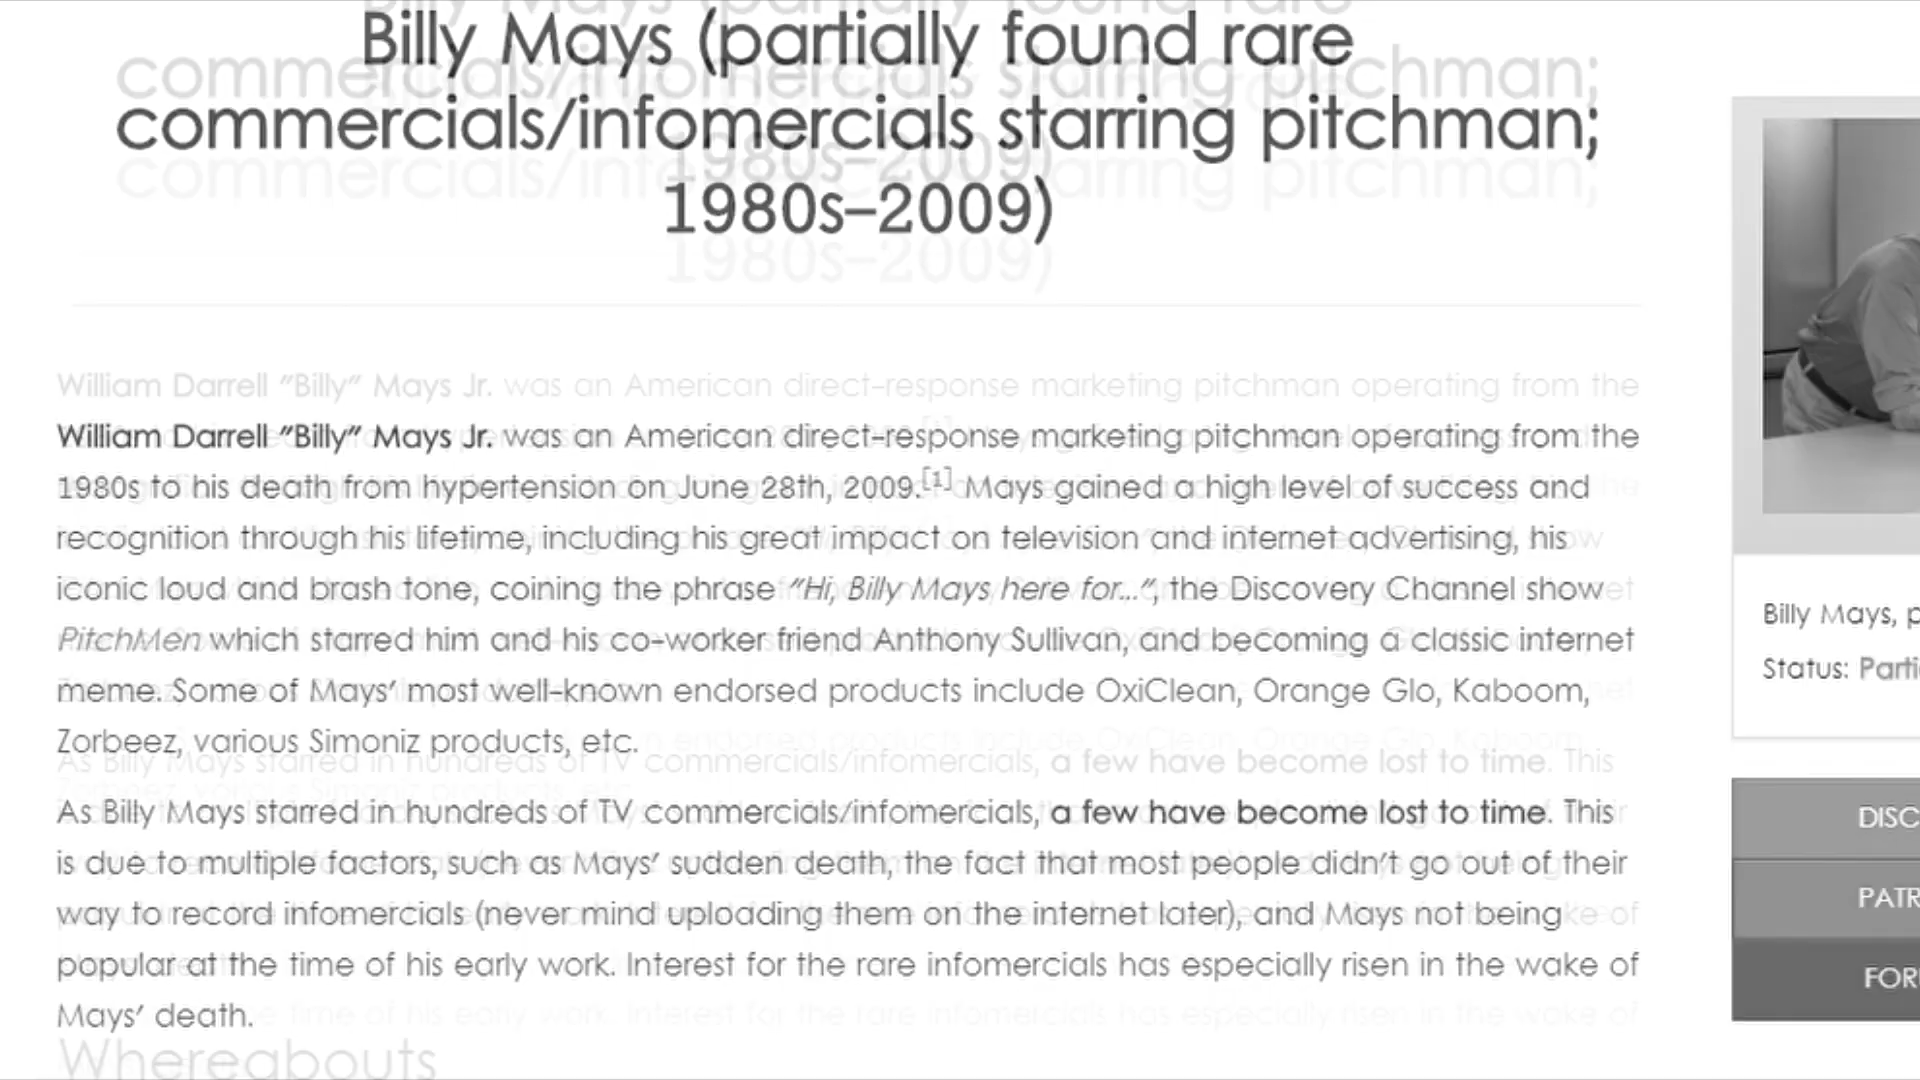 Billy Mays (partially found rare
commercials/infomercials starring pitchman;
1980s–2009)
William Darrell "Billy" Mays Jr. was an American direct-response marketing pitchman operating from the
1980s to his death from hypertension on June 28th, 2009.[1] Mays gained a high level of success and
recognition through his lifetime, including his great impact on television and internet advertising, his
iconic loud and brash tone, coining the phrase "Hi, Billy Mays here for...", the Discovery Channel show
PitchMen which starred him and his co-worker friend Anthony Sullivan, and becoming a classic internet
meme. Some of Mays' most well-known endorsed products include OxiClean, Orange Glo, Kaboom,
Zorbeez, various Simoniz products, etc.
As Billy Mays starred in hundreds of TV commercials/infomercials, a few have become lost to time. This
is due to multiple factors, such as Mays' sudden death, the fact that most people didn't go out of their
way to record infomercials (never mind uploading them on the internet later), and Mays not being
popular at the time of his early work. Interest for the rare infomercials has especially risen in the wake of
Mays' death.
Whereabouts
Billy Mays, p
Status: Parti
DISC
PATR
FOR